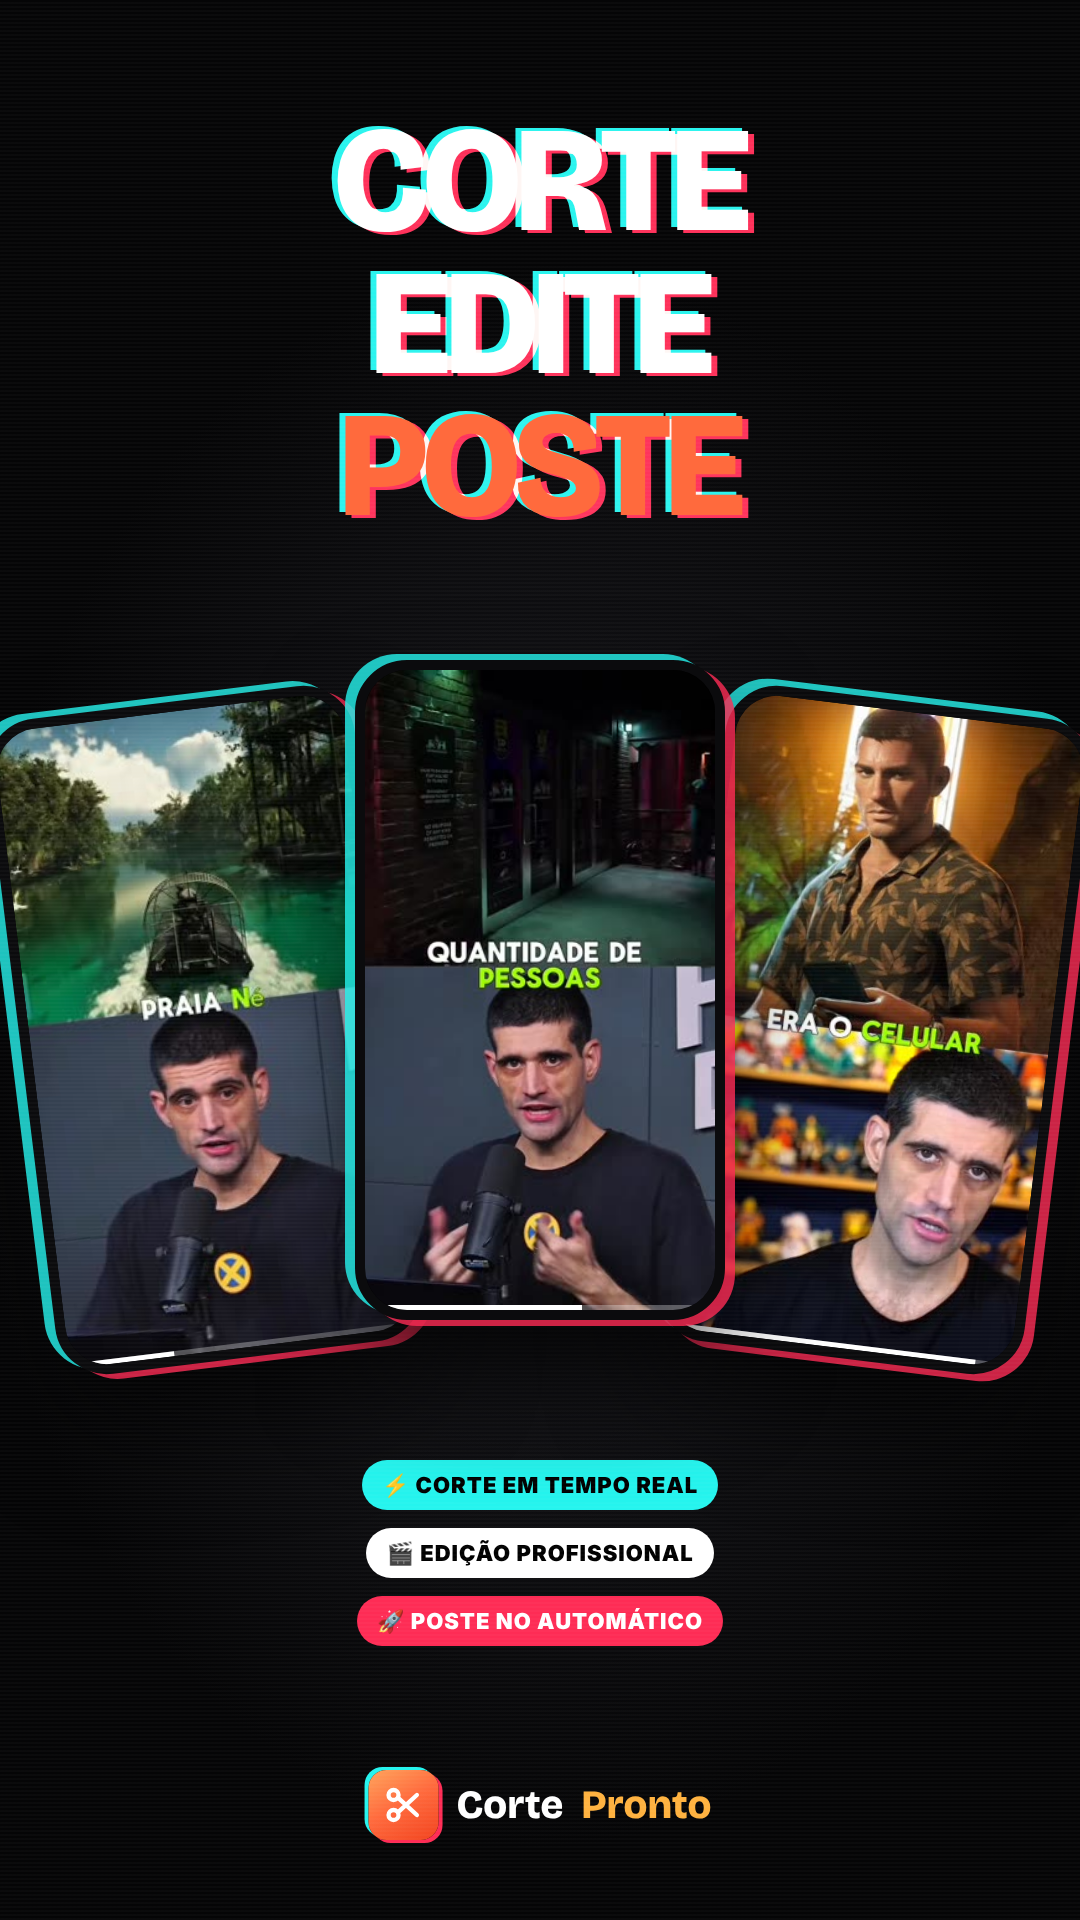 CORTE
EDITE
POSTE
PRAIA Né
QUANTIDADE DE
PESSOAS
ERA O CELULAR
⚡ CORTE EM TEMPO REAL
🎬 EDIÇÃO PROFISSIONAL
🚀 POSTE NO AUTOMÁTICO
Corte Pronto